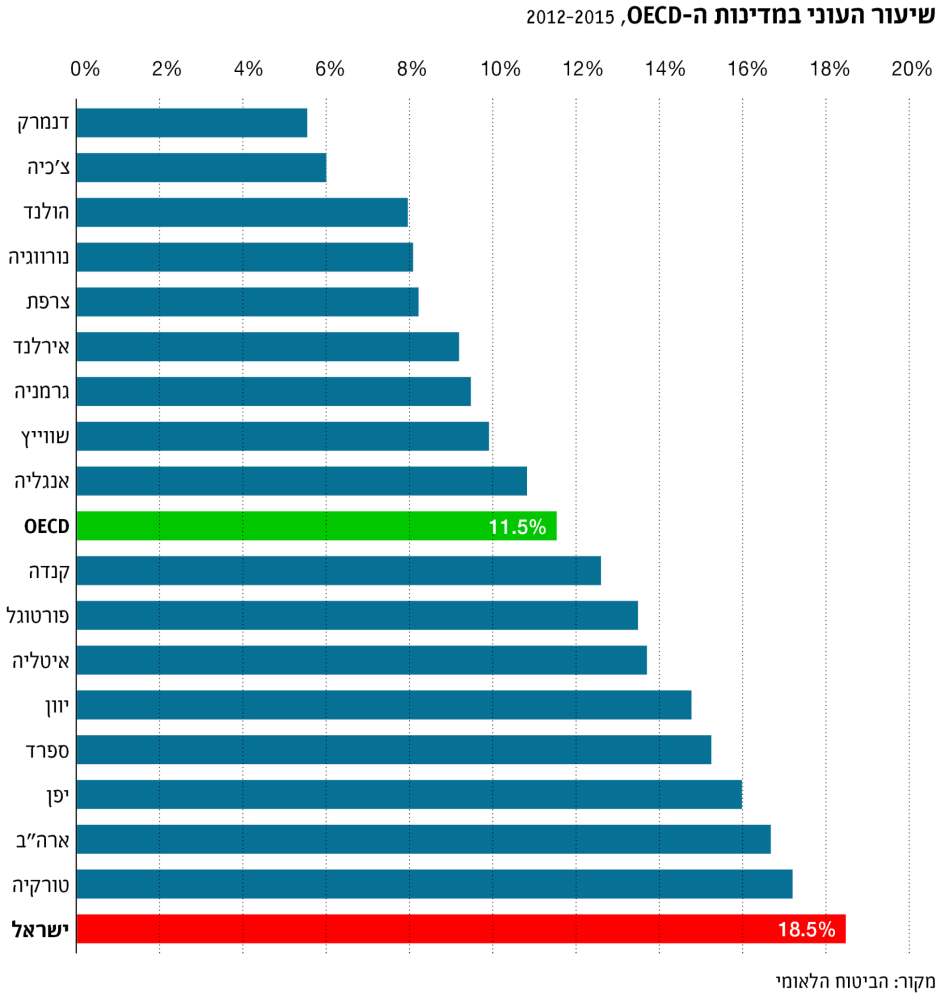 שיעור העוני במדינות ה-OECD, 2012-2015
0% 2% 4% 6% 8% 10% 12% 14% 16% 18% 20%
דנמרק
צ'כיה
הולנד
נורווגיה
צרפת
אירלנד
גרמניה
שווייץ
אנגליה
OECD 11.5%
קנדה
פורטוגל
איטליה
יוון
ספרד
יפן
ארה"ב
טורקיה
ישראל 18.5%
מקור: הביטוח הלאומי